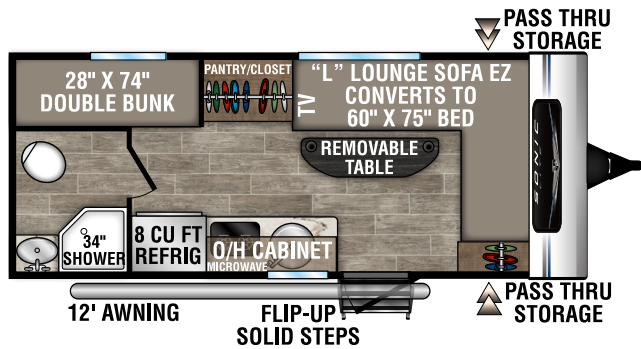 PASS THRU
STORAGE
28" X 74"
DOUBLE BUNK
PANTRY/CLOSET
TV
"L" LOUNGE SOFA EZ
CONVERTS TO
60" X 75" BED
REMOVABLE
TABLE
SONIC
34"
SHOWER
8 CU FT
REFRIG
O/H CABINET
MICROWAVE
PASS THRU
STORAGE
12' AWNING
FLIP-UP
SOLID STEPS